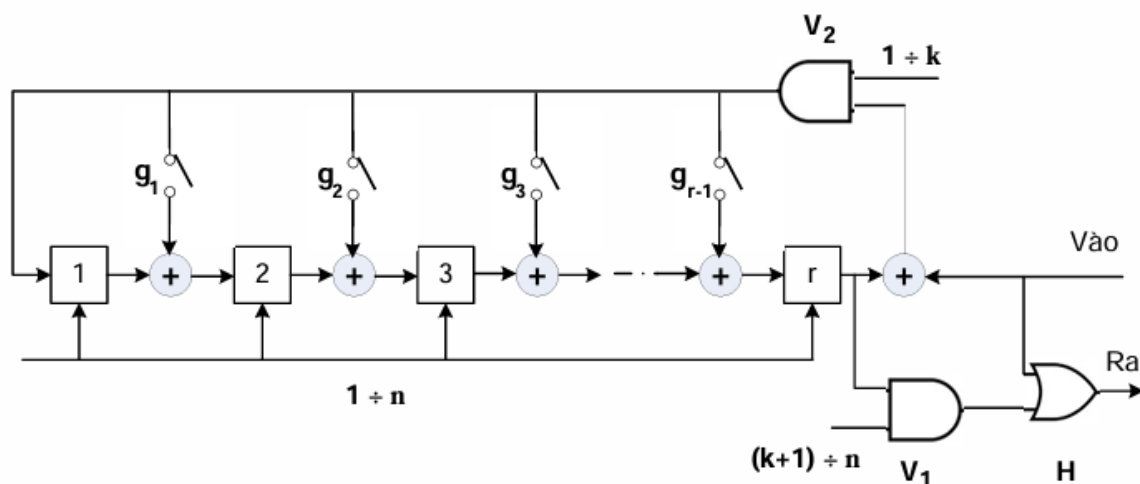 V₂
1 ÷ k
g₁
g₂
g₃
gᵣ₋₁
Vào
1
+
2
+
3
+
+
r
+
Ra
1 ÷ n
(k+1) ÷ n
V₁
H